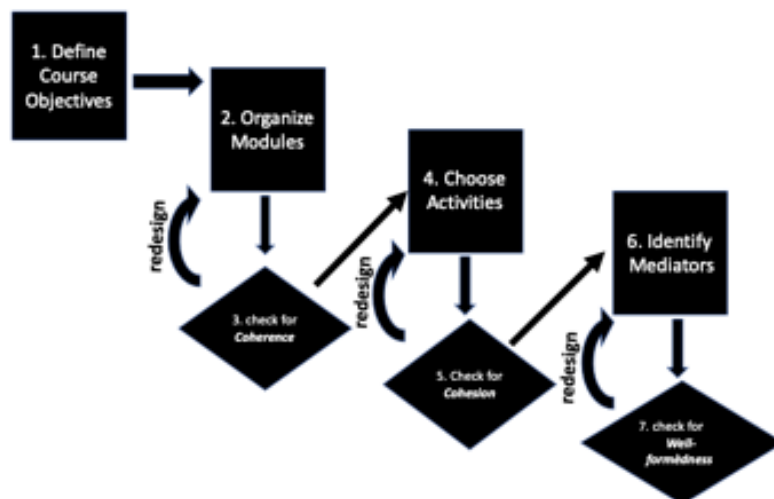 1. Define
Course
Objectives
2. Organize
Modules
redesign
3. check for
Coherence
4. Choose
Activities
redesign
5. Check for
Cohesion
6. Identify
Mediators
redesign
7. check for
Well-
formedness